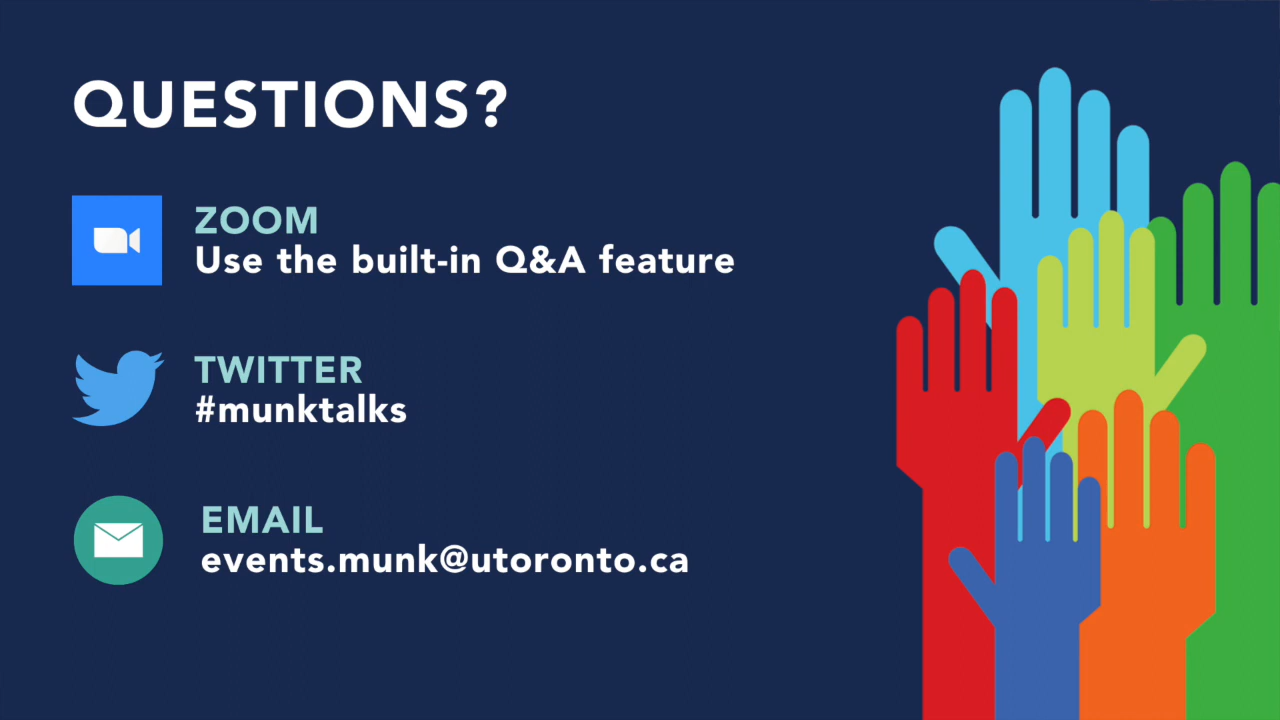 QUESTIONS?
ZOOM
Use the built-in Q&A feature
TWITTER
#munktalks
EMAIL
events.munk@utoronto.ca